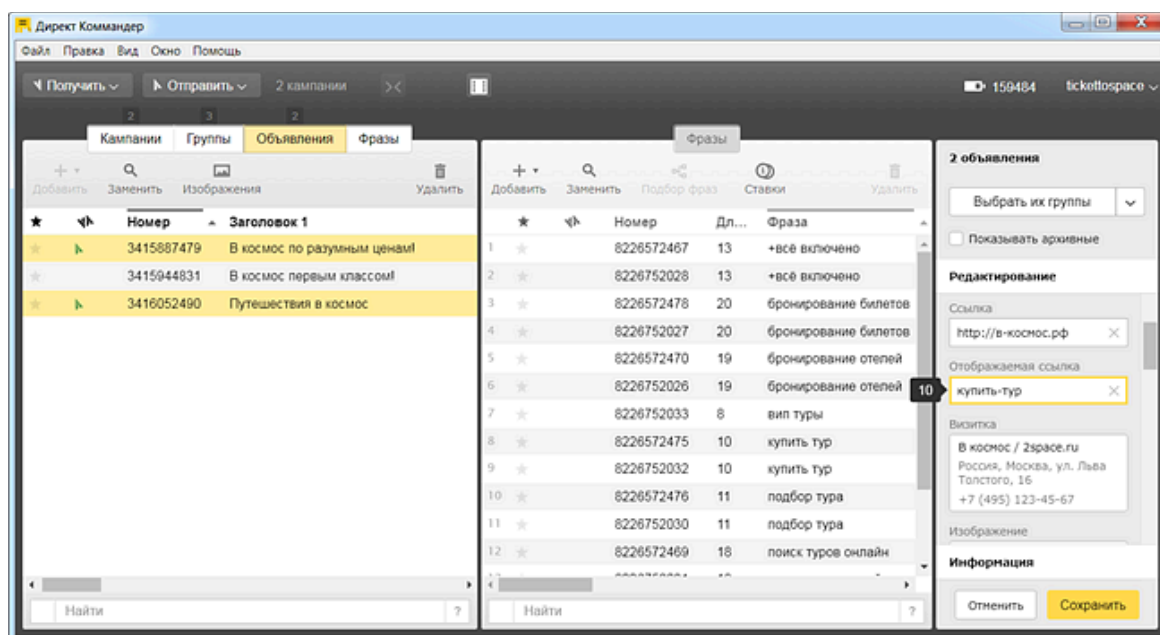 Директ Коммандер
Файл Правка Вид Окно Помощь
Получить Отправить 2 кампании 159484 tickettospace
2 3 2
Кампании Группы Объявления Фразы
Фразы
2 объявления
Добавить Заменить Изображения Удалить
Добавить Заменить Подбор фраз Ставки Удалить
Выбрать их группы
Показывать архивные
Номер Заголовок 1
Номер Дл... Фраза
3415887479 В космос по разумным ценам!
3415944831 В космос первым классом!
3416052490 Путешествия в космос
1 8226572467 13 +всё включено
2 8226752028 13 +всё включено
3 8226572478 20 бронирование билетов
4 8226752027 20 бронирование билетов
5 8226572470 19 бронирование отелей
6 8226752026 19 бронирование отелей
7 8226752033 8 вип туры
8 8226572475 10 купить тур
9 8226752032 10 купить тур
10 8226572476 11 подбор тура
11 8226752030 11 подбор тура
12 8226572469 18 поиск туров онлайн
Редактирование
Ссылка
http://в-космос.рф
Отображаемая ссылка
10 купить-тур
Визитка
В космос / 2space.ru
Россия, Москва, ул. Льва
Толстого, 16
+7 (495) 123-45-67
Изображение
Информация
Найти ?
Найти ?
Отменить Сохранить